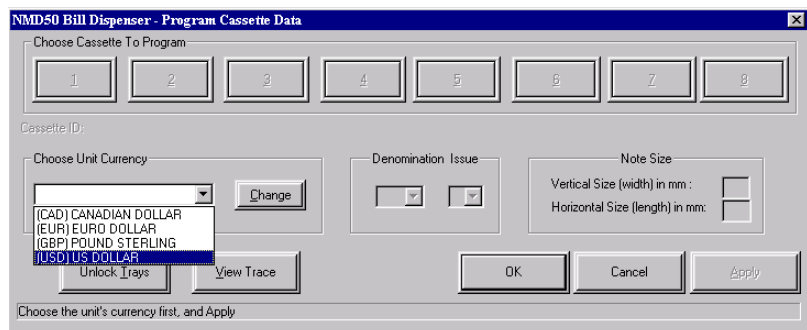 NMD50 Bill Dispenser - Program Cassette Data
Choose Cassette To Program
1 2 3 4 5 6 7 8
Cassette ID:
Choose Unit Currency Denomination Issue Note Size
Change Vertical Size (width) in mm :
Horizontal Size (length) in mm:
(CAD) CANADIAN DOLLAR
(EUR) EURO DOLLAR
(GBP) POUND STERLING
(USD) US DOLLAR
Unlock Trays View Trace OK Cancel Apply
Choose the unit's currency first, and Apply